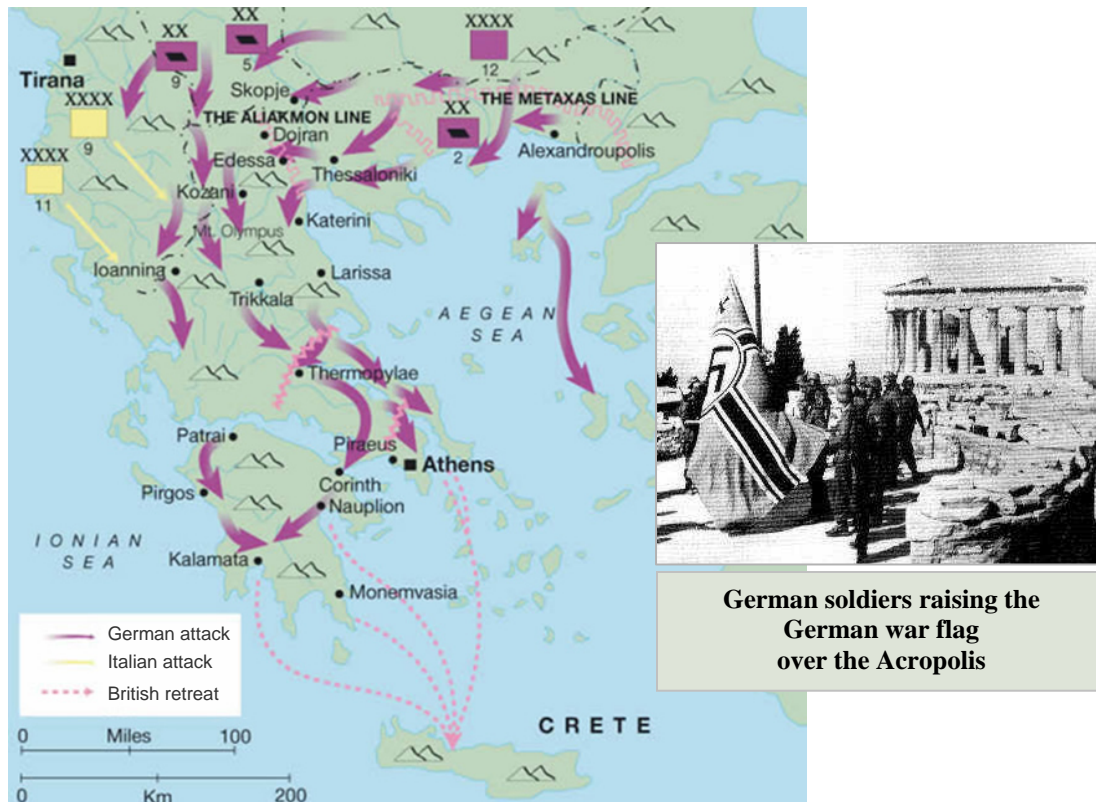 XX
9
XX
5
XXXX
12
Tirana
Skopje
XXXX
9
THE ALIAKMON LINE
THE METAXAS LINE
XX
2
Dojran
Alexandroupolis
XXXX
11
Edessa
Thessaloniki
Kozani
Katerini
Mt. Olympus
Ioannina
Larissa
Trikkala
AEGEAN
SEA
Thermopylae
Patrai
Piraeus
Athens
Pirgos
Corinth
Nauplion
IONIAN
SEA
Kalamata
Monemvasia
German attack
Italian attack
British retreat
CRETE
0 Miles 100
0 Km 200
German soldiers raising the
German war flag
over the Acropolis